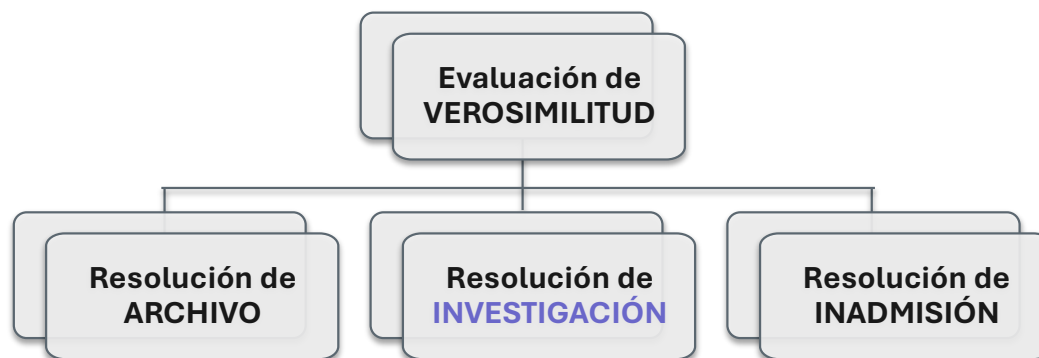 Evaluación de
VEROSIMILITUD
Resolución de
ARCHIVO
Resolución de
INVESTIGACIÓN
Resolución de
INADMISIÓN